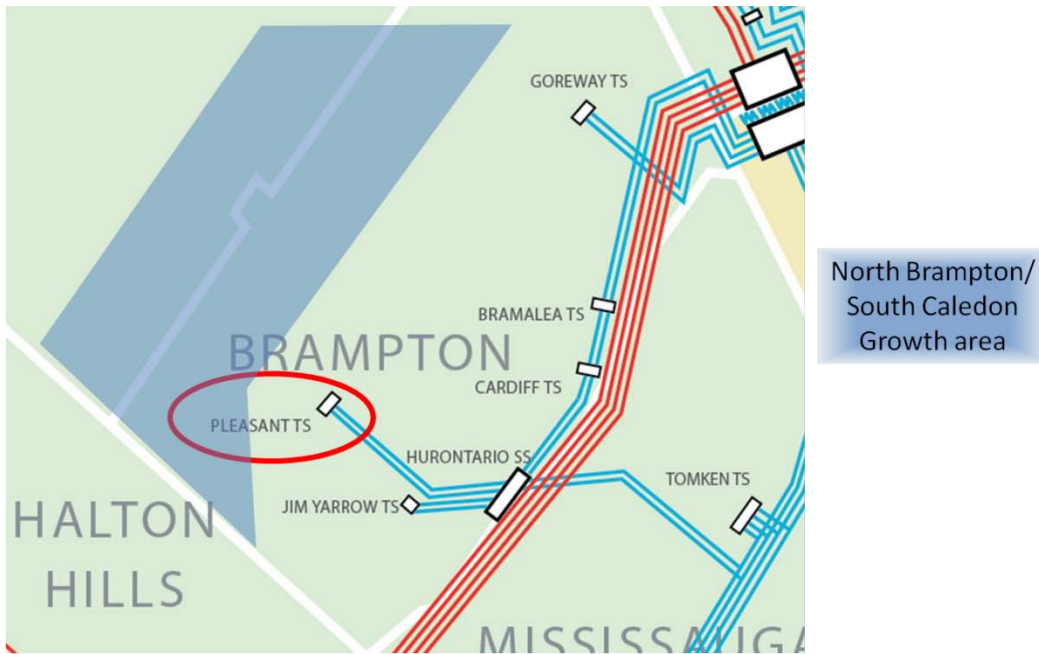 GOREWAY TS
North Brampton/
South Caledon
Growth area
BRAMALEA TS
BRAMPTON
CARDIFF TS
PLEASANT TS
HURONTARIO SS
TOMKEN TS
JIM YARROW TS
HALTON
HILLS
MISSISSAUGA